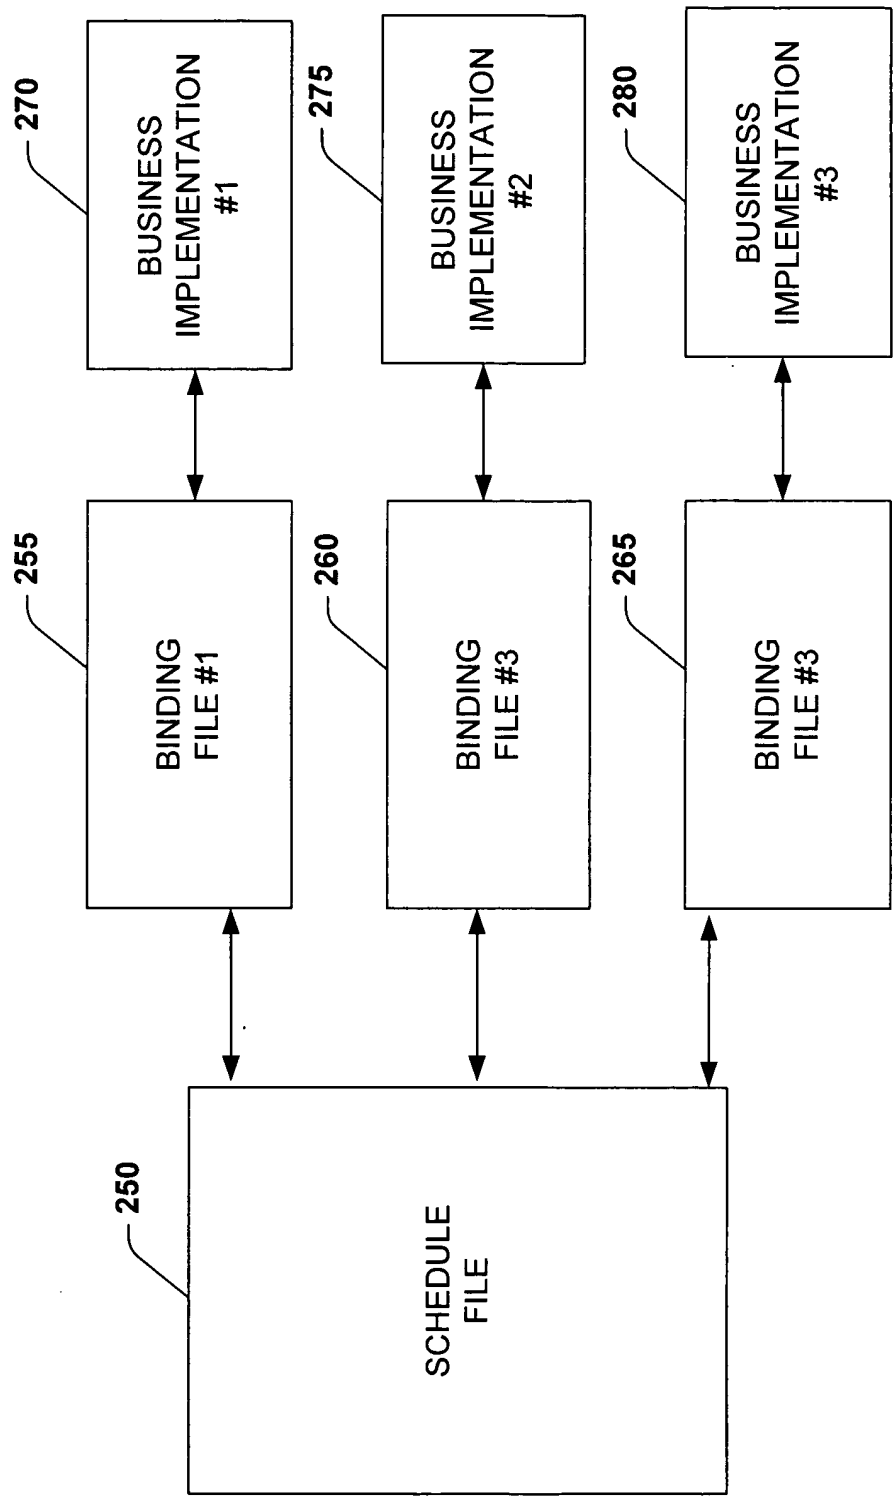 270
BUSINESS
IMPLEMENTATION
#1
275
BUSINESS
IMPLEMENTATION
#2
280
BUSINESS
IMPLEMENTATION
#3
255
BINDING
FILE #1
260
BINDING
FILE #3
265
BINDING
FILE #3
250
SCHEDULE
FILE